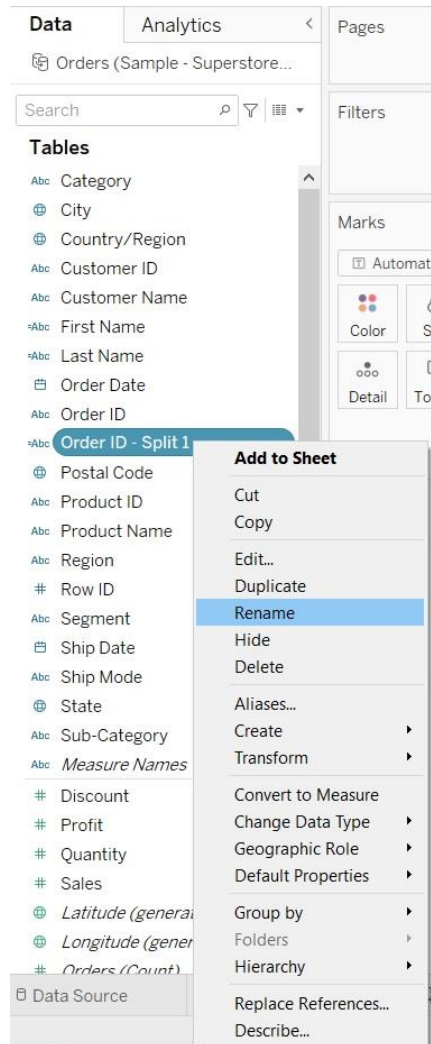 Data
Analytics
Pages
Orders (Sample - Superstore...
Search
Filters
Tables
Abc Category
City
Country/Region
Marks
Abc Customer ID
Abc Customer Name
=Abc First Name
=Abc Last Name
Color
Order Date
Detail
Abc Order ID
=Abc Order ID - Split 1
Postal Code
Abc Product ID
Abc Product Name
Abc Region
# Row ID
Abc Segment
Ship Date
Abc Ship Mode
State
Abc Sub-Category
Abc Measure Names
# Discount
# Profit
# Quantity
# Sales
Latitude
Longitude
# Orders (Count)
Data Source
Add to Sheet
Cut
Copy
Edit...
Duplicate
Rename
Hide
Delete
Aliases...
Create
Transform
Convert to Measure
Change Data Type
Geographic Role
Default Properties
Group by
Folders
Hierarchy
Replace References...
Describe...